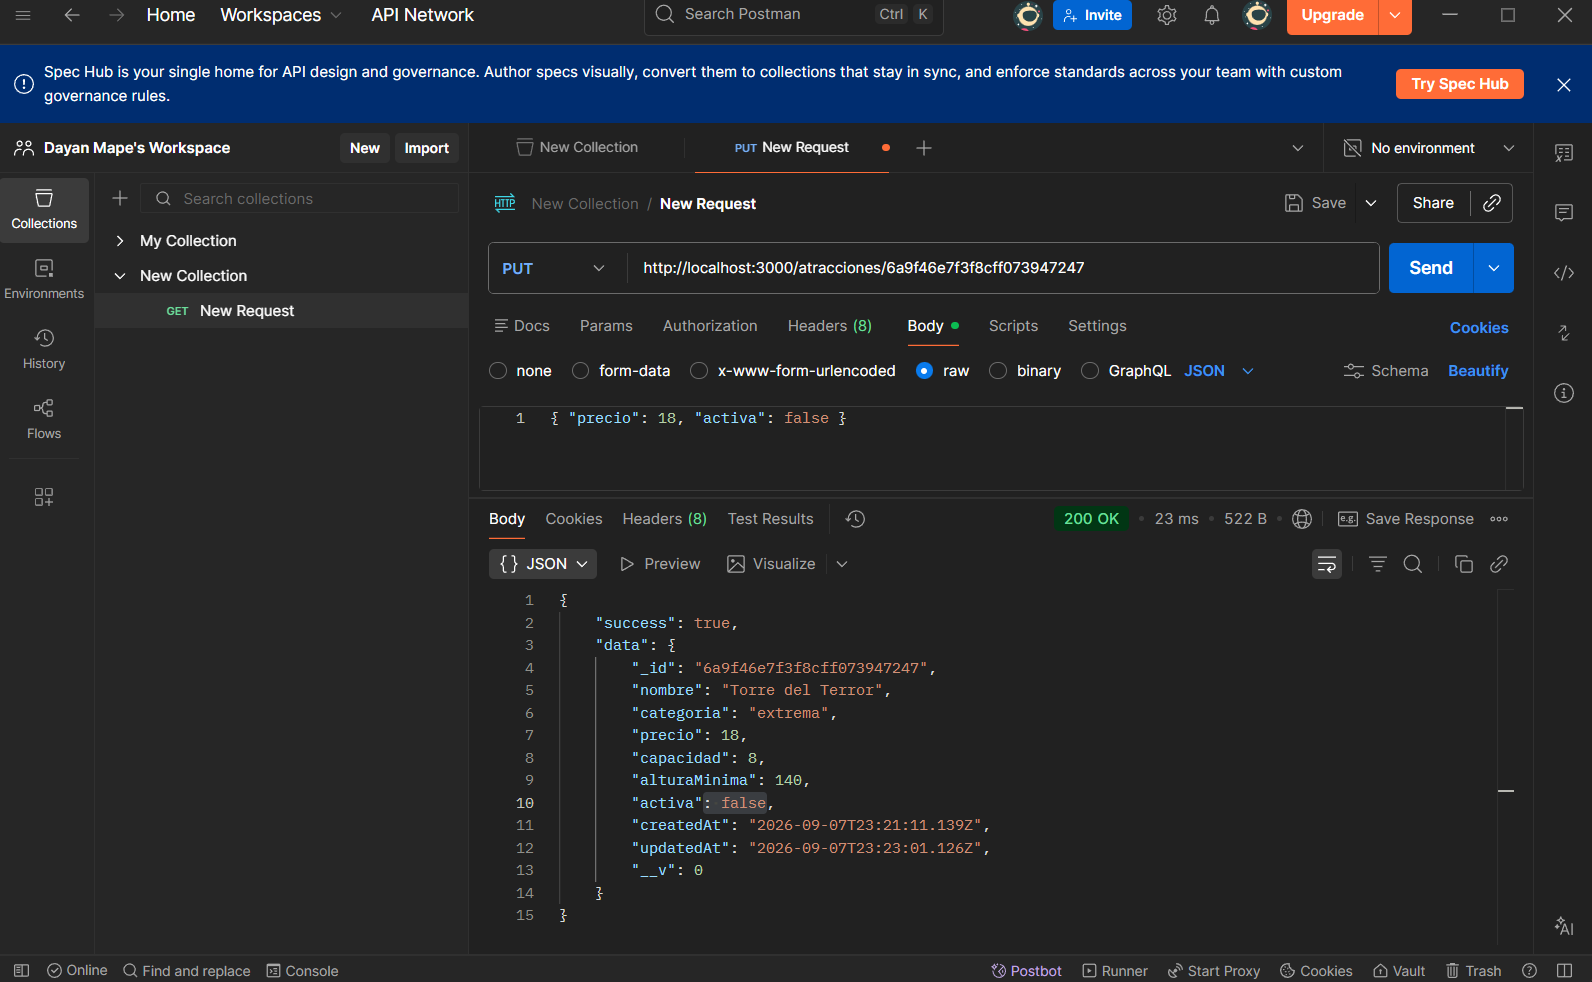 Home Workspaces API Network Search Postman Ctrl K Invite Upgrade
Spec Hub is your single home for API design and governance. Author specs visually, convert them to collections that stay in sync, and enforce standards across your team with custom
governance rules.
Try Spec Hub
Dayan Mape's Workspace New Import
New Collection PUT New Request No environment
Collections
Search collections
HTTP New Collection / New Request Save Share
My Collection
New Collection
GET New Request
Environments
History
Flows
PUT http://localhost:3000/atracciones/6a9f46e7f3f8cff073947247 Send
Docs Params Authorization Headers (8) Body Scripts Settings Cookies
none form-data x-www-form-urlencoded raw binary GraphQL JSON Schema Beautify
1 { "precio": 18, "activa": false }
Body Cookies Headers (8) Test Results 200 OK • 23 ms • 522 B • e.g. Save Response
{} JSON Preview Visualize
1 {
2 "success": true,
3 "data": {
4 "_id": "6a9f46e7f3f8cff073947247",
5 "nombre": "Torre del Terror",
6 "categoria": "extrema",
7 "precio": 18,
8 "capacidad": 8,
9 "alturaMinima": 140,
10 "activa": false,
11 "createdAt": "2026-09-07T23:21:11.139Z",
12 "updatedAt": "2026-09-07T23:23:01.126Z",
13 "__v": 0
14 }
15 }
AI
Online Find and replace Console Postbot Runner Start Proxy Cookies Vault Trash